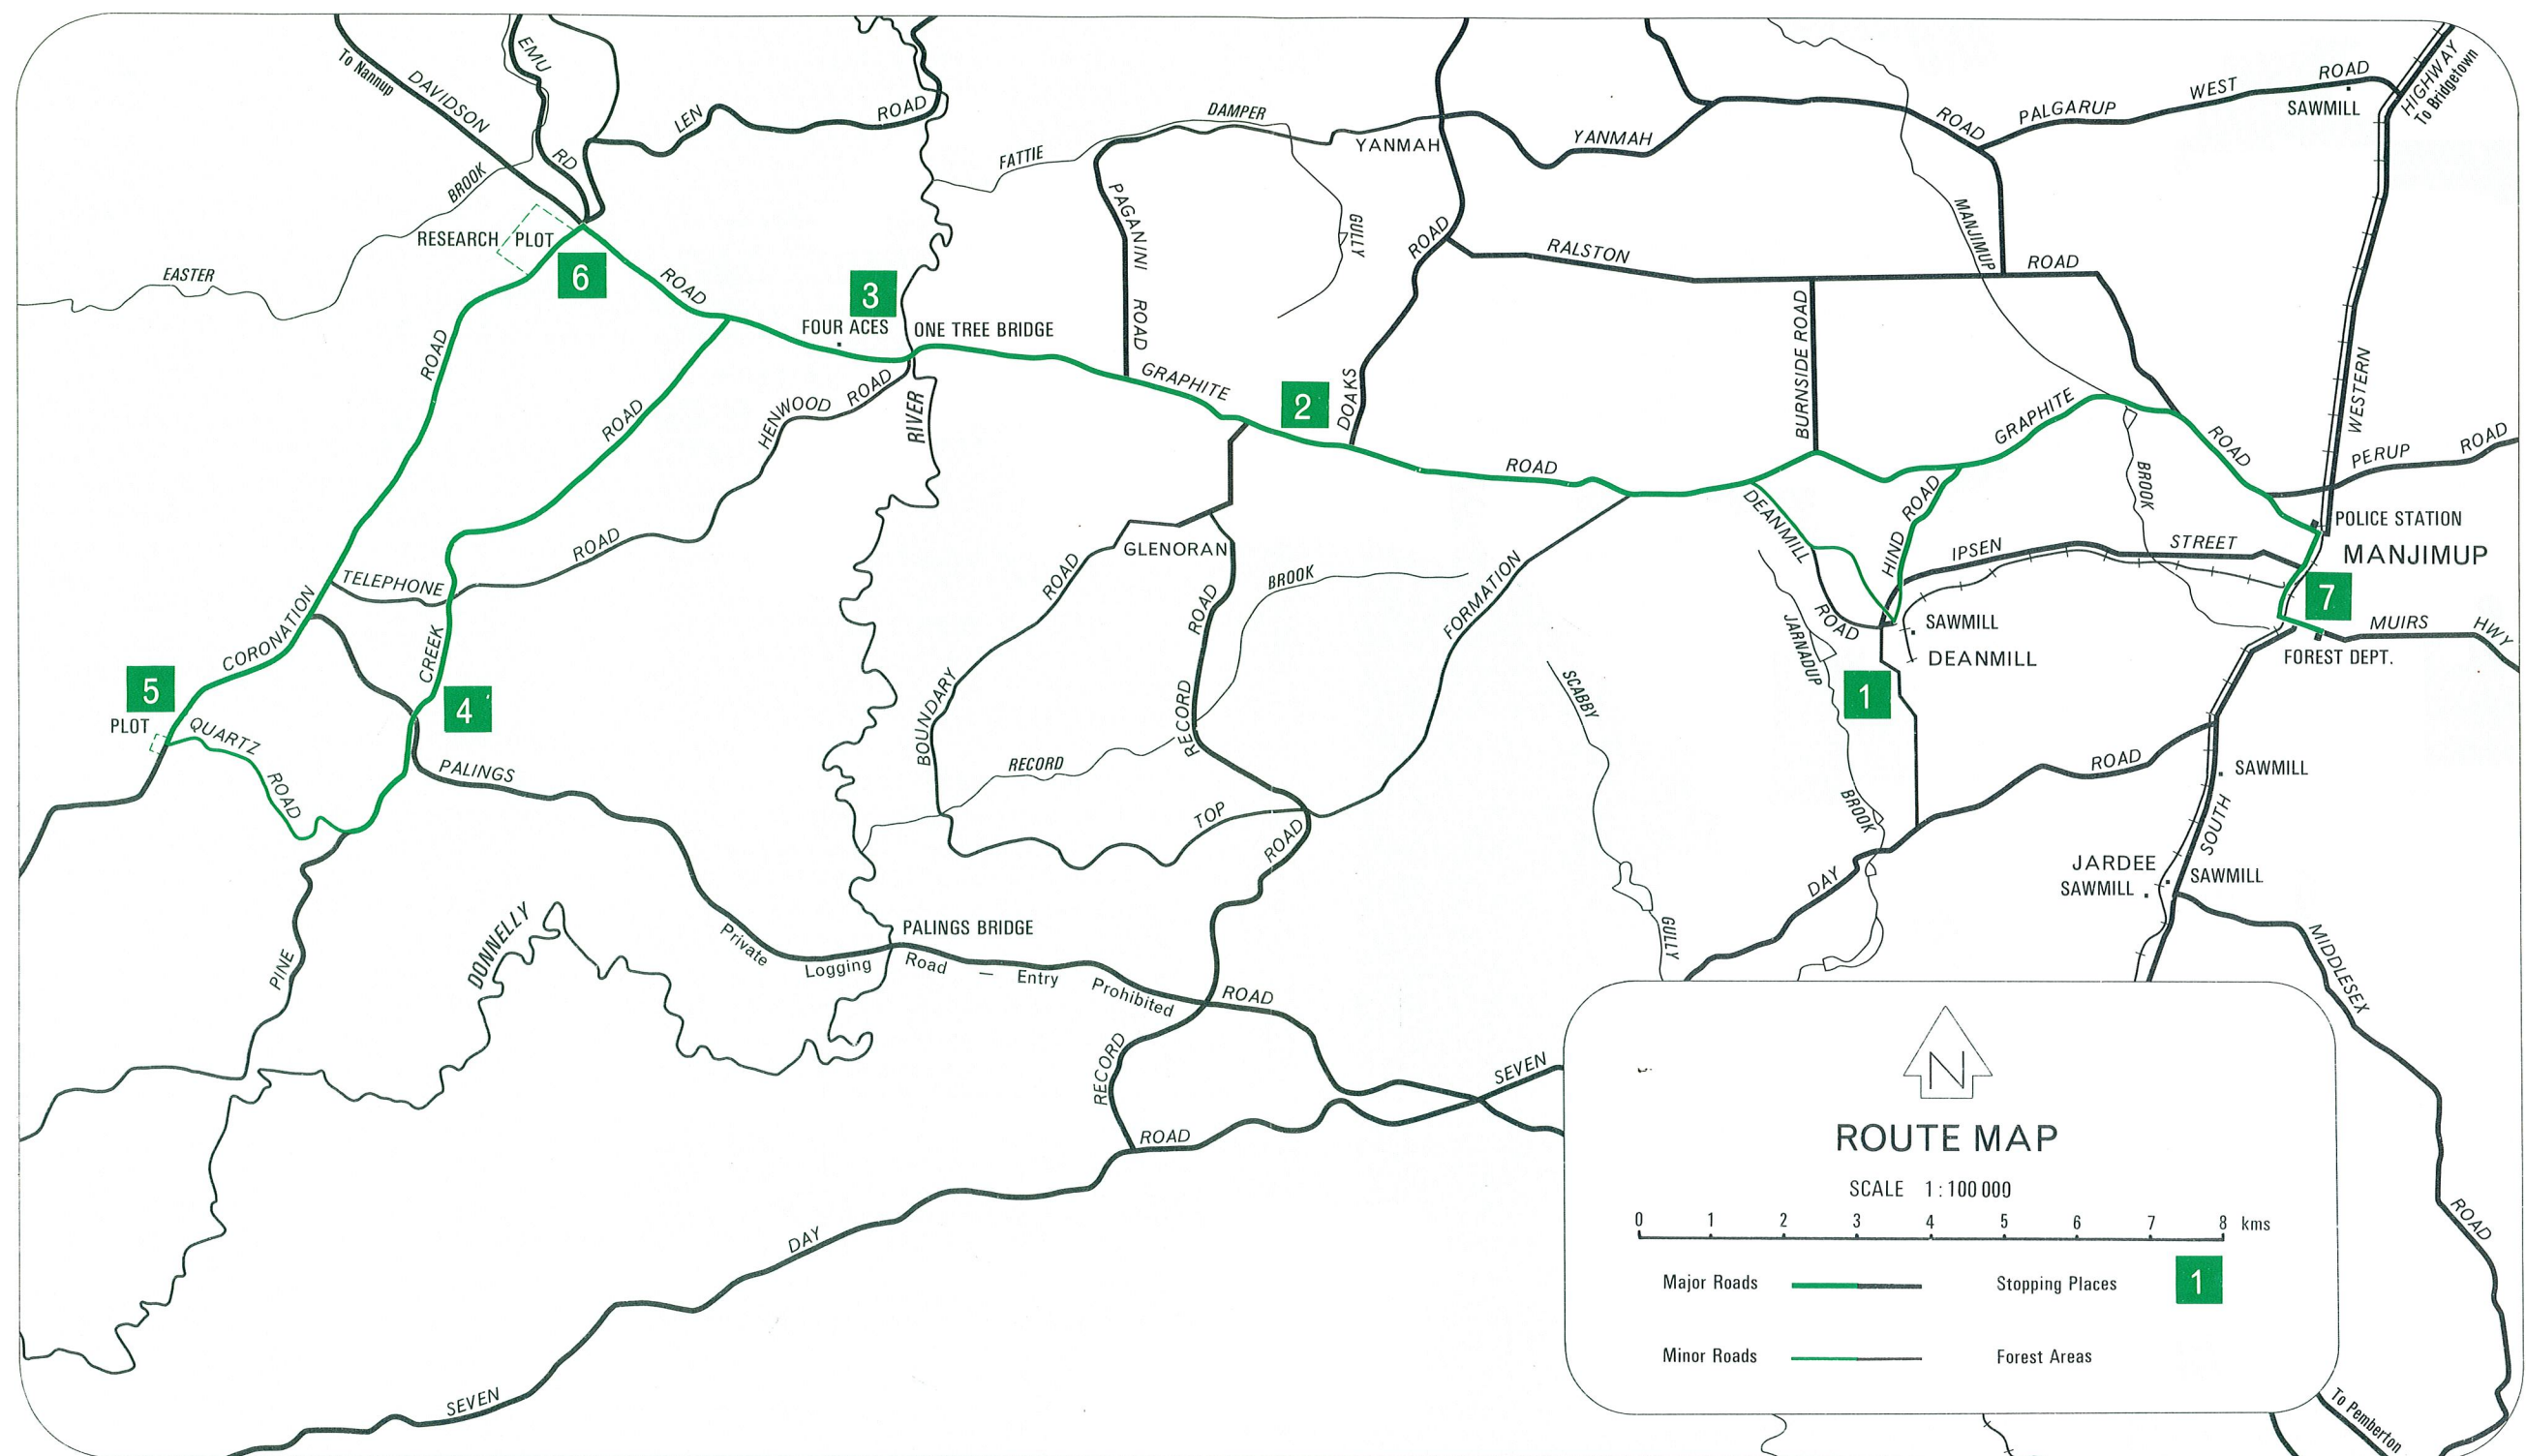 To Nannup
DAVIDSON
EMU
RD
LEN
ROAD
BROOK
RESEARCH PLOT
EASTER
6
ROAD
3
FOUR ACES
ONE TREE BRIDGE
FATTIE
DAMPER
GULLY
PAGANINI
ROAD
YANMAH
YANMAH
ROAD
PALGARUP
WEST
ROAD
SAWMILL
HIGHWAY
To Bridgetown
MANJIMUP
RALSTON
ROAD
ROAD
DOAKS
BURNSIDE ROAD
GRAPHITE
2
ROAD
GRAPHITE
ROAD
WESTERN
PERUP
ROAD
BROOK
ROAD
ROAD
HENWOOD
ROAD
RIVER
TELEPHONE
ROAD
CORONATION
CREEK
5
PLOT
QUARTZ
ROAD
4
PALINGS
GLENORAN
ROAD
BOUNDARY
ROAD
RECORD
BROOK
RECORD
TOP
ROAD
FORMATION
DEANMILL
ROAD
HIND
ROAD
IPSEN
STREET
POLICE STATION
MANJIMUP
7
MUIRS
HWY
FOREST DEPT.
SAWMILL
DEANMILL
1
JARNADUP
BROOK
SCABBY
GULLY
DAY
ROAD
SAWMILL
SOUTH
JARDEE
SAWMILL
SAWMILL
MIDDLESEX
ROAD
PINE
DONNELLY
PALINGS BRIDGE
Private
Logging
Road
—
Entry
Prohibited
ROAD
RECORD
ROAD
SEVEN
DAY
SEVEN
N
ROUTE MAP
SCALE 1 : 100 000
0 1 2 3 4 5 6 7 8 kms
Major Roads
Stopping Places
1
Minor Roads
Forest Areas
To Pemberton